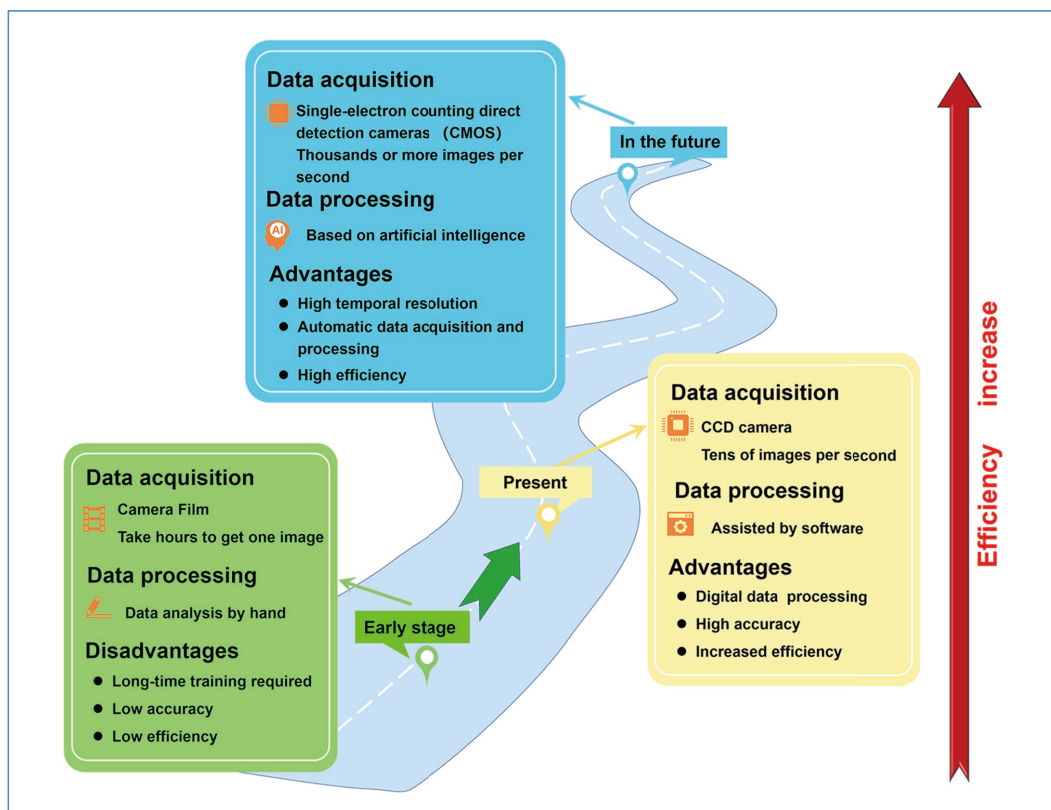 Data acquisition
Single-electron counting direct
detection cameras （CMOS）
Thousands or more images per
second
Data processing
AI
Based on artificial intelligence
Advantages
● High temporal resolution
● Automatic data acquisition and
processing
● High efficiency
In the future
Data acquisition
CCD camera
Tens of images per second
Data processing
Assisted by software
Advantages
● Digital data processing
● High accuracy
● Increased efficiency
Present
Data acquisition
Camera Film
Take hours to get one image
Data processing
Data analysis by hand
Disadvantages
● Long-time training required
● Low accuracy
● Low efficiency
Early stage
Efficiency increase